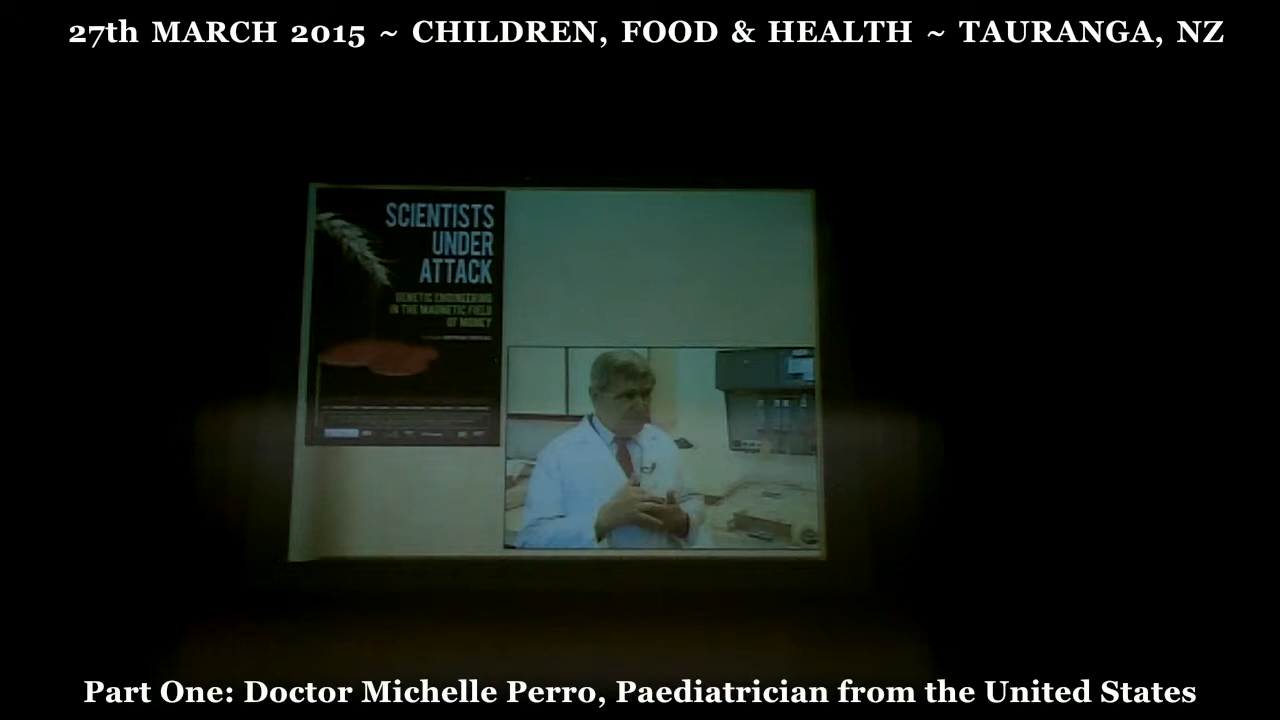 27th MARCH 2015 ~ CHILDREN, FOOD & HEALTH ~ TAURANGA, NZ
SCIENTISTS
UNDER
ATTACK
GENETIC ENGINEERING
IN THE MAGNETIC FIELD
OF MONEY
Part One: Doctor Michelle Perro, Paediatrician from the United States